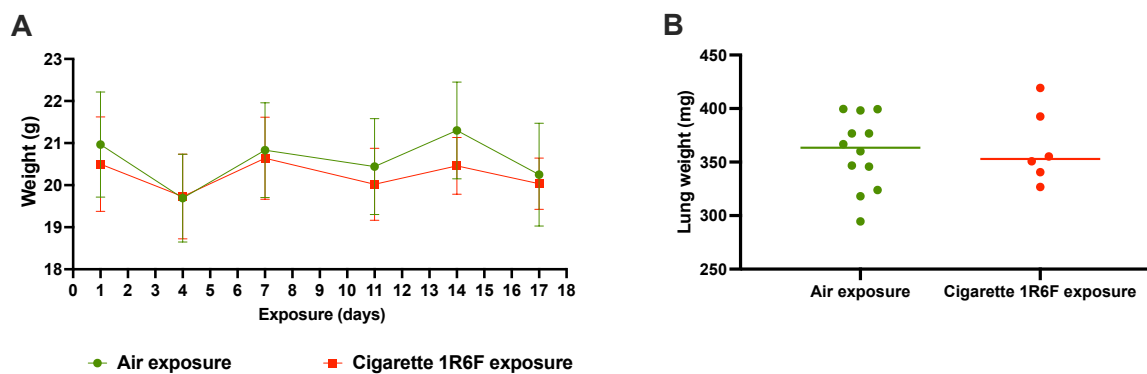 A
Weight (g)
23
22
21
20
19
18
0 1 2 3 4 5 6 7 8 9 10 11 12 13 14 15 16 17 18
Exposure (days)
Air exposure Cigarette 1R6F exposure
B
Lung weight (mg)
450
400
350
300
250
Air exposure Cigarette 1R6F exposure